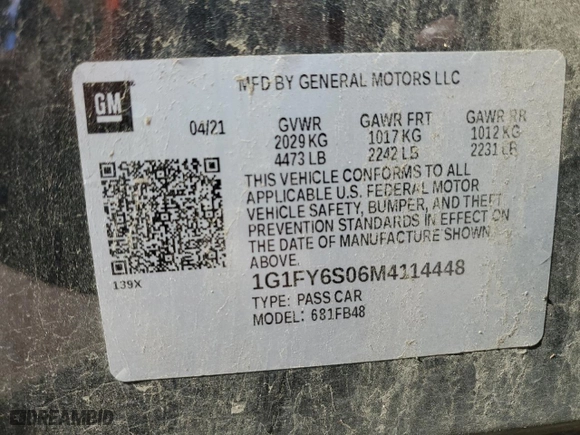 GM
MFD BY GENERAL MOTORS LLC
04/21 GVWR GAWR FRT GAWR RR
2029 KG 1017 KG 1012 KG
4473 LB 2242 LB 2231 LB
THIS VEHICLE CONFORMS TO ALL
APPLICABLE U.S. FEDERAL MOTOR
VEHICLE SAFETY, BUMPER, AND THEFT
PREVENTION STANDARDS IN EFFECT ON
THE DATE OF MANUFACTURE SHOWN
ABOVE.
139X
1G1FY6S06M4114448
TYPE: PASS CAR
MODEL: 681FB48
DREAMBID